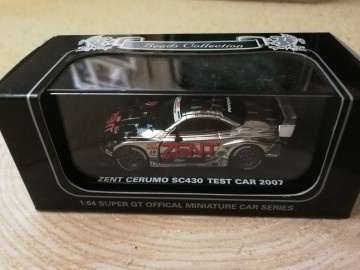 Beads Collection
ZENT
ZENT CERUMO SC430 TEST CAR 2007
1:64 SUPER GT OFFICAL MINIATURE CAR SERIES